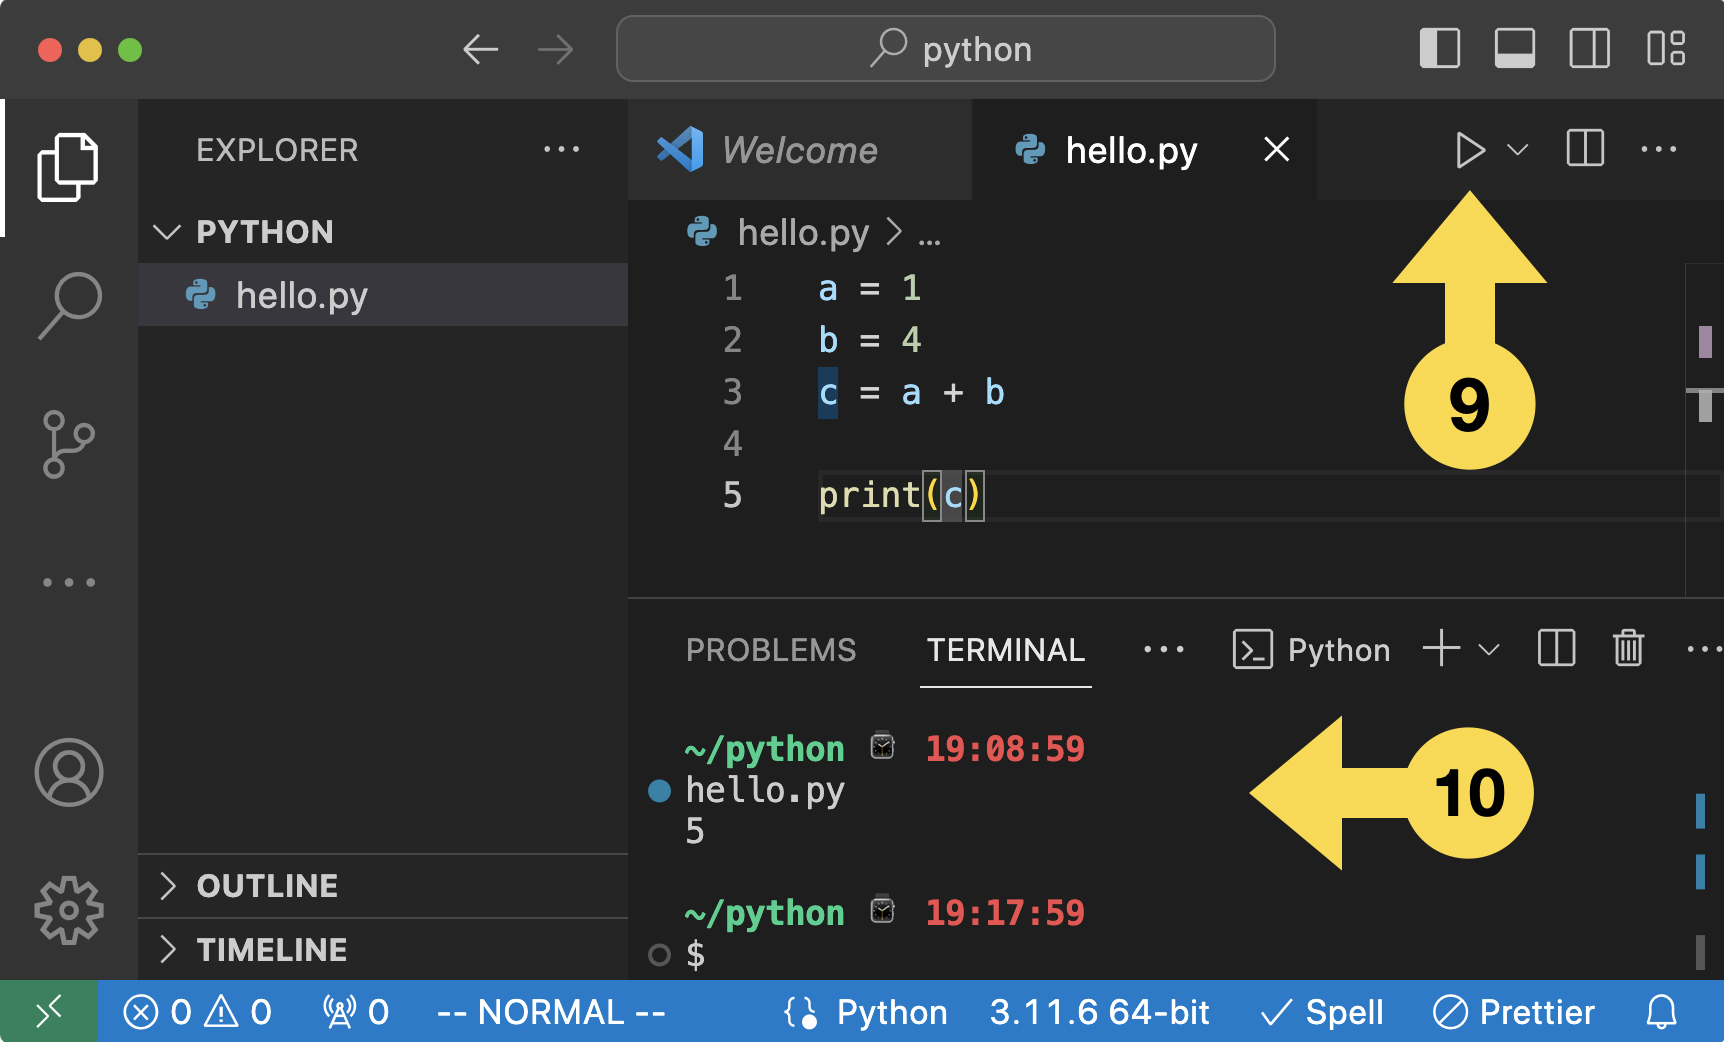 python
EXPLORER
PYTHON
hello.py
OUTLINE
TIMELINE
Welcome
hello.py
hello.py > ...
1 a = 1
2 b = 4
3 c = a + b
4
5 print(c)
9
PROBLEMS TERMINAL ... Python
~/python 19:08:59
hello.py
5
10
~/python 19:17:59
$
0 0 0 -- NORMAL -- Python 3.11.6 64-bit Spell Prettier